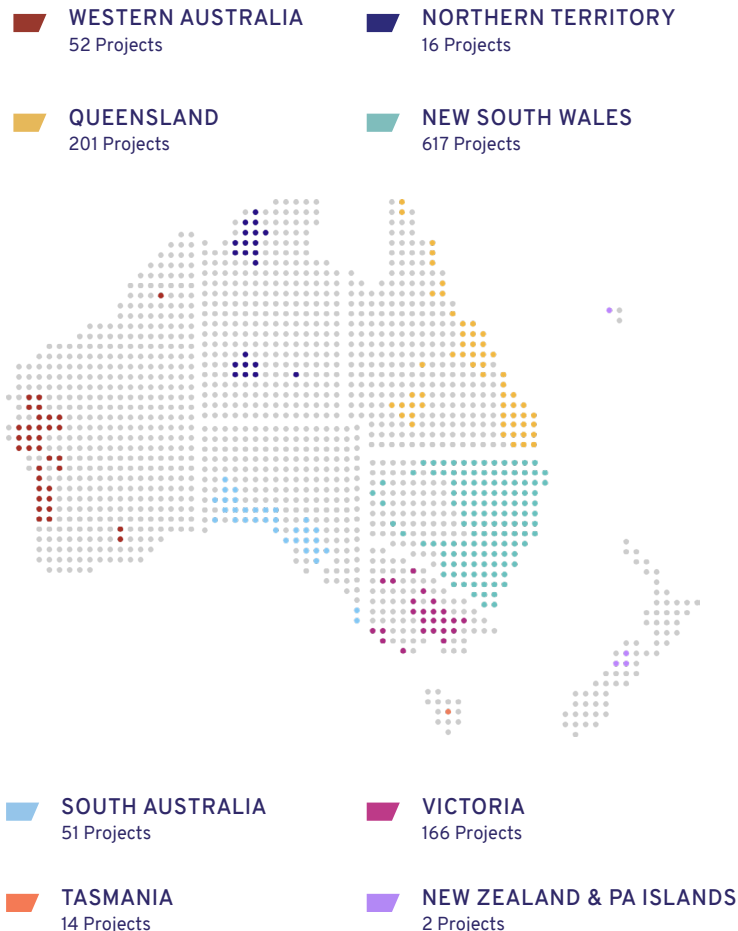 WESTERN AUSTRALIA
52 Projects
NORTHERN TERRITORY
16 Projects
QUEENSLAND
201 Projects
NEW SOUTH WALES
617 Projects
SOUTH AUSTRALIA
51 Projects
VICTORIA
166 Projects
TASMANIA
14 Projects
NEW ZEALAND & PA ISLANDS
2 Projects